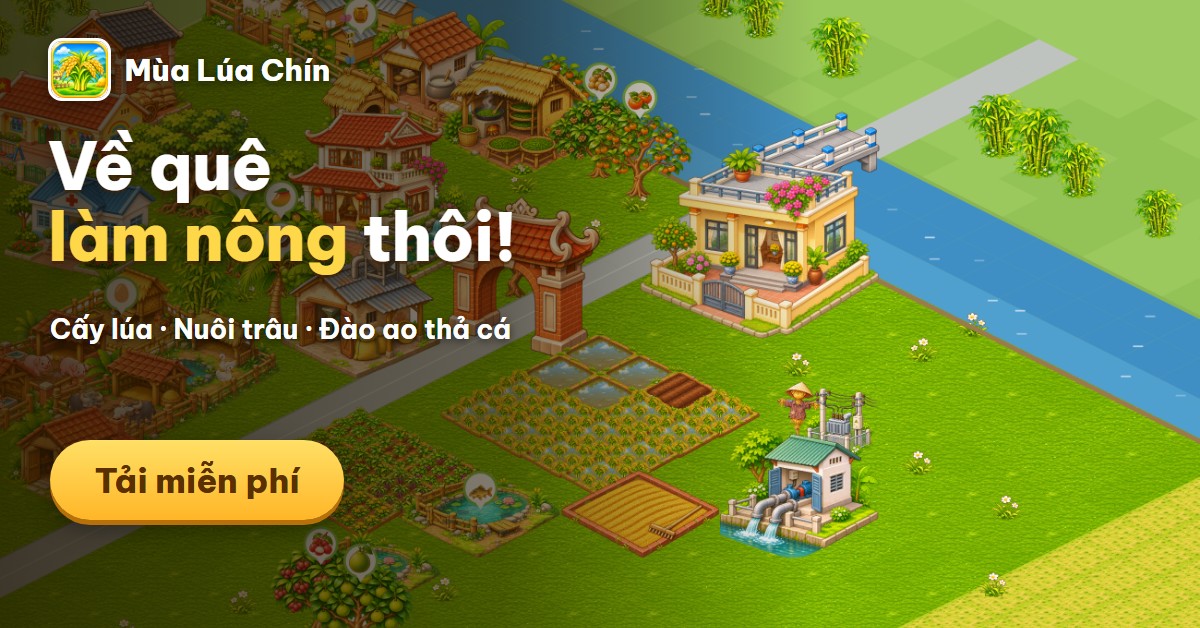 Mùa Lúa Chín
Về quê
làm nông thôi!
Cấy lúa · Nuôi trâu · Đào ao thả cá
Tải miễn phí